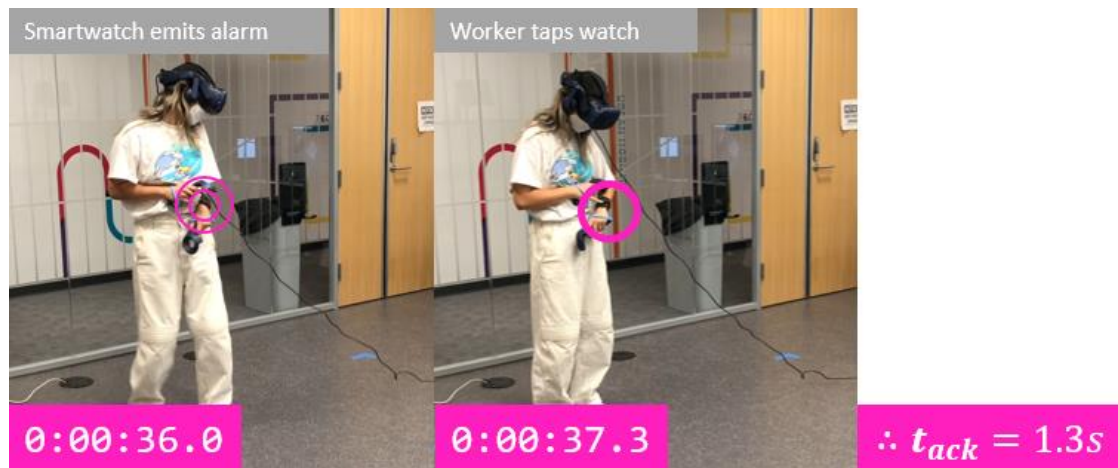 Smartwatch emits alarm
Worker taps watch
0:00:36.0
0:00:37.3
∴ t_ack = 1.3s